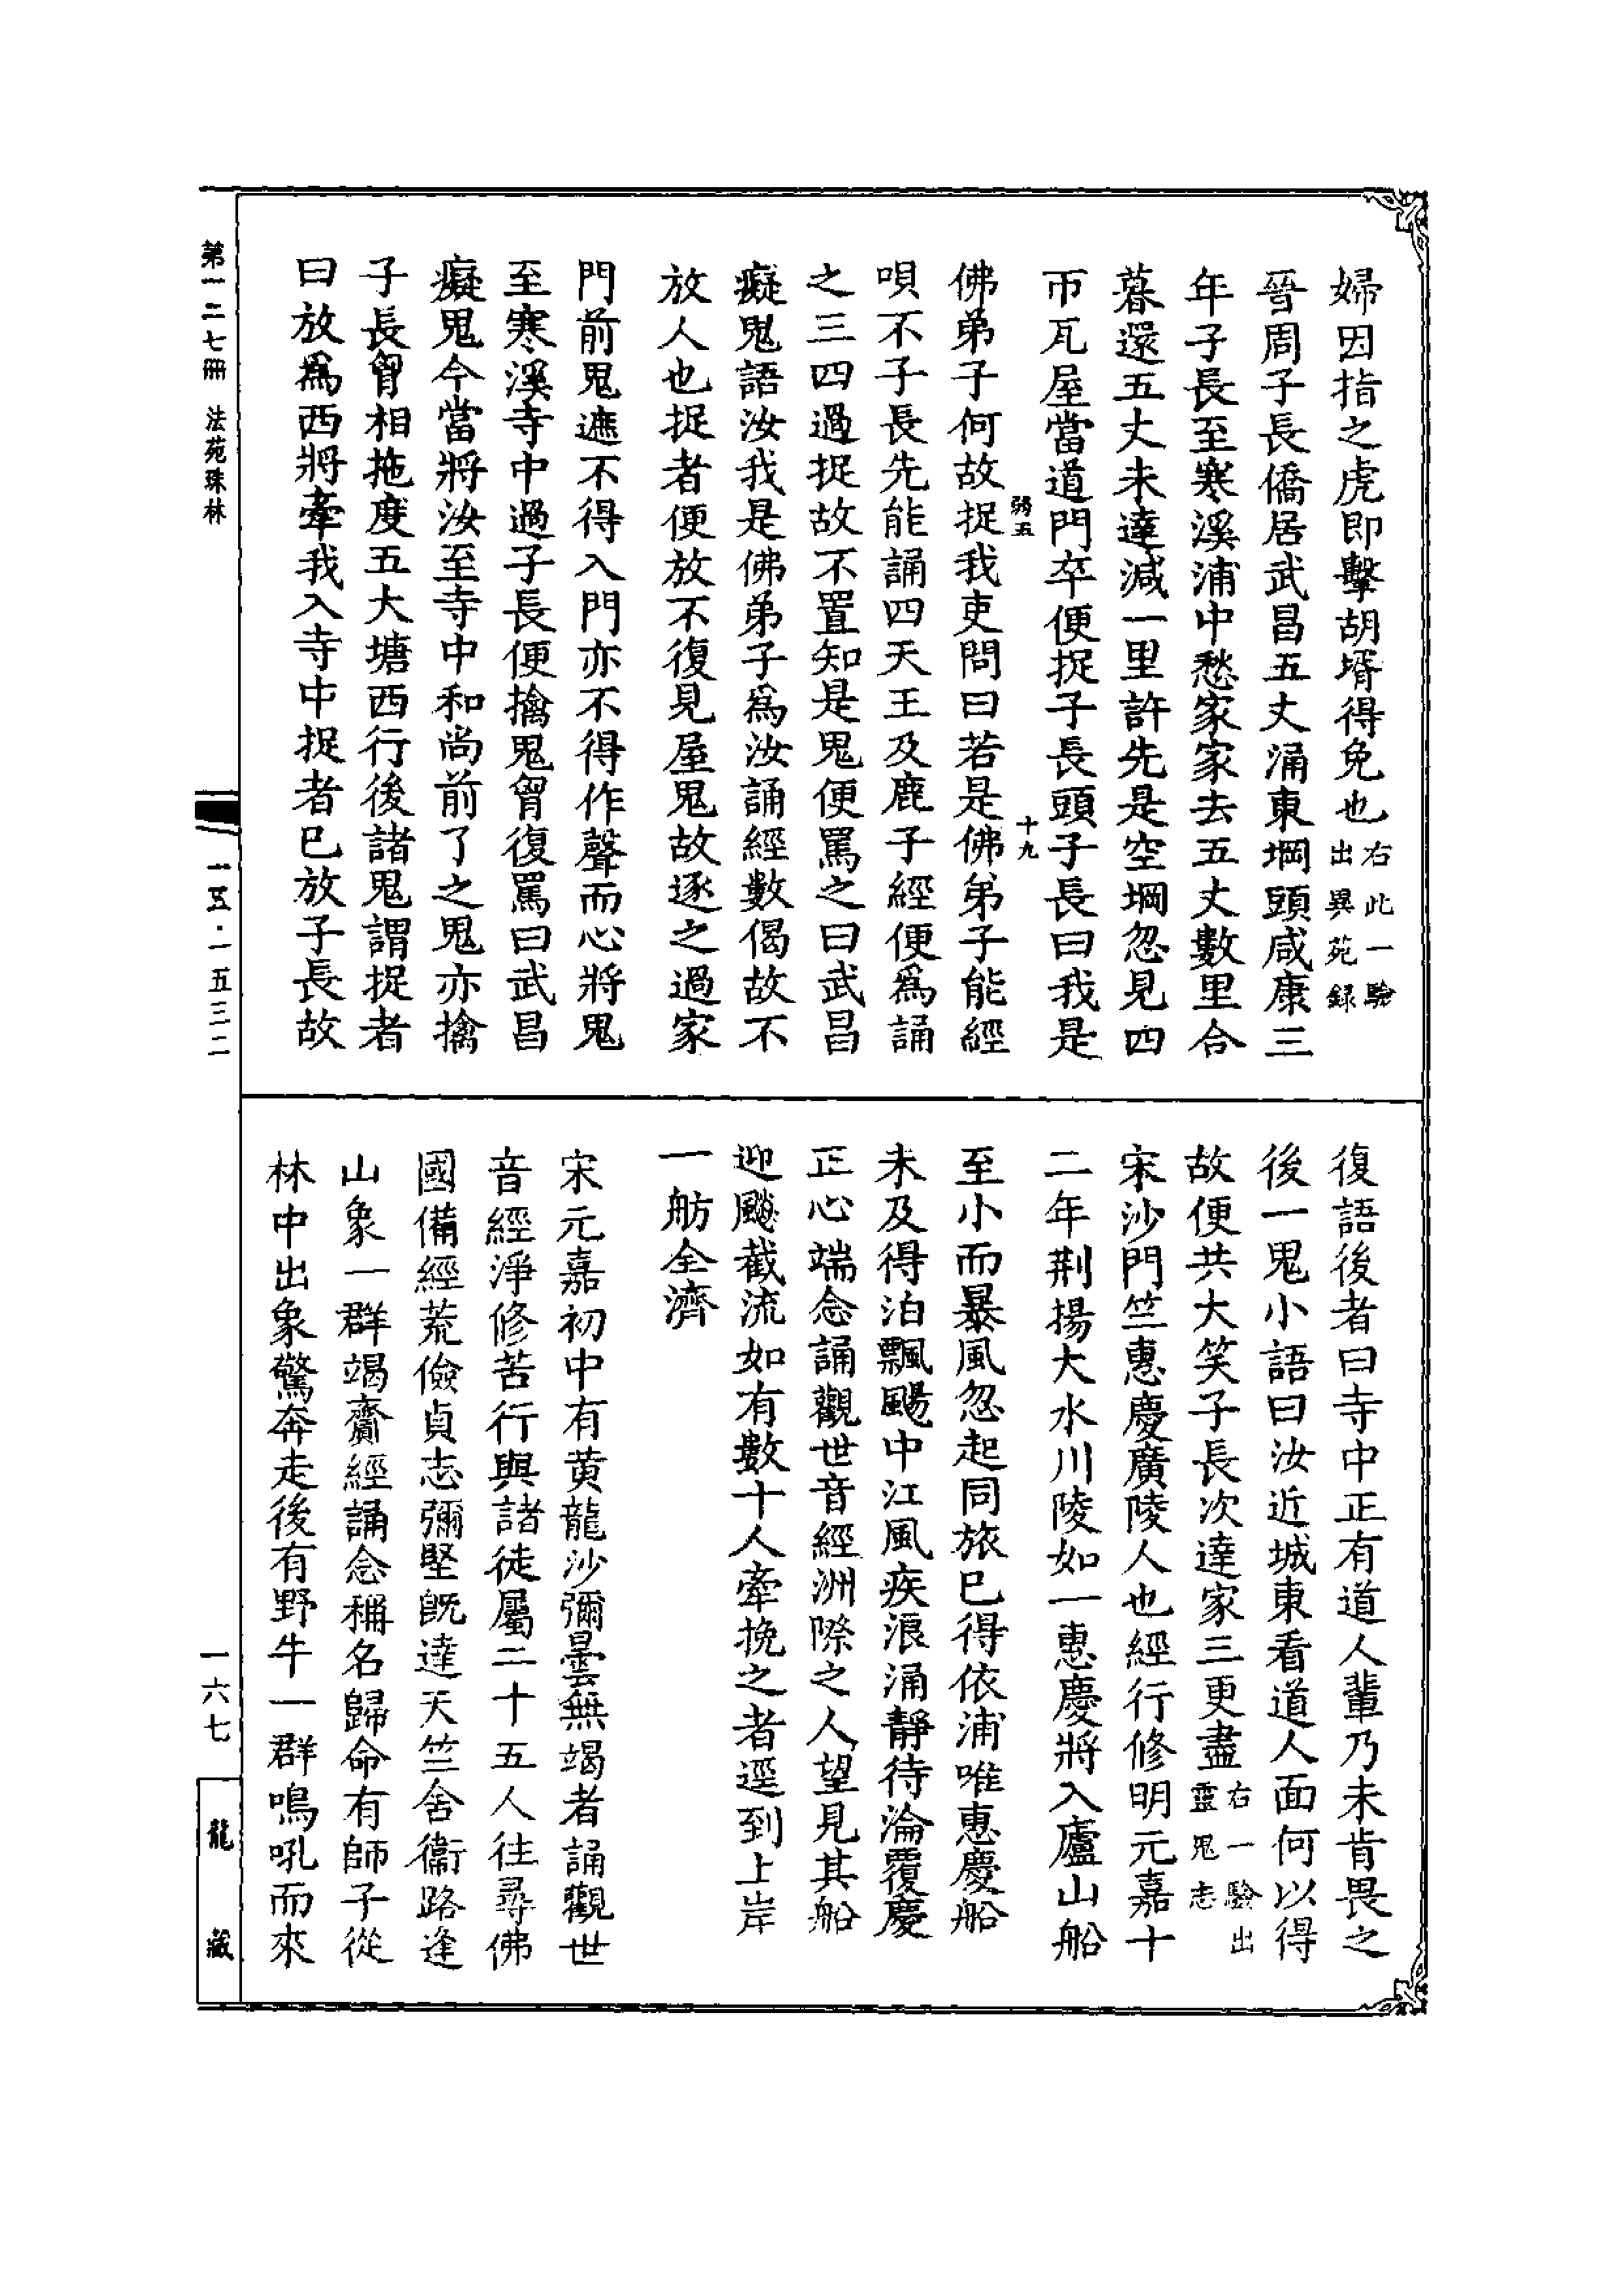 婦因指之虎即擊胡壻得免也右此一驗出異苑録
晉周子長僑居武昌五丈涌東堈頭咸康三
年子長至寒溪浦中愁家家去五丈數里合
暮還五丈未達減一里許先是空堈忽見四
帀瓦屋當道門卒便捉子長頭子長曰我是
弱五 十九
佛弟子何故捉我吏問曰若是佛弟子能經
唄不子長先能誦四天王及鹿子經便爲誦
之三四過捉故不置知是鬼便罵之曰武昌
癡鬼語汝我是佛弟子爲汝誦經數偈故不
放人也捉者便放不復見屋鬼故逐之過家
門前鬼遮不得入門亦不得作聲而心將鬼
至寒溪寺中過子長便擒鬼胷復罵曰武昌
癡鬼今當將汝至寺中和尚前了之鬼亦擒
子長胷相拖度五大塘西行後諸鬼謂捉者
曰放爲西將牽我入寺中捉者巳放子長故
復語後者曰寺中正有道人輩乃未肯畏之
後一鬼小語曰汝近城東看道人面何以得
故便共大笑子長次達家三更盡右一驗出靈鬼志
宋沙門竺惠慶廣陵人也經行修明元嘉十
二年荆揚大水川陵如一惠慶將入廬山船
至小而暴風忽起同旅巳得依浦唯惠慶船
未及得泊飄颺中江風疾浪涌靜待淪覆慶
正心端念誦觀世音經洲際之人望見其船
迎飈截流如有數十人牽挽之者逕到上岸
一舫全濟
宋元嘉初中有黄龍沙彌曇無竭者誦觀世
音經淨修苦行與諸徒屬二十五人往尋佛
國備經荒儉貞志彌堅旣達天竺舍衞路逢
山象一群竭齎經誦念稱名歸命有師子從
林中出象驚奔走後有野牛一群鳴吼而來
第一二七冊 法苑珠林
一五·一五三二
一六七
龍藏